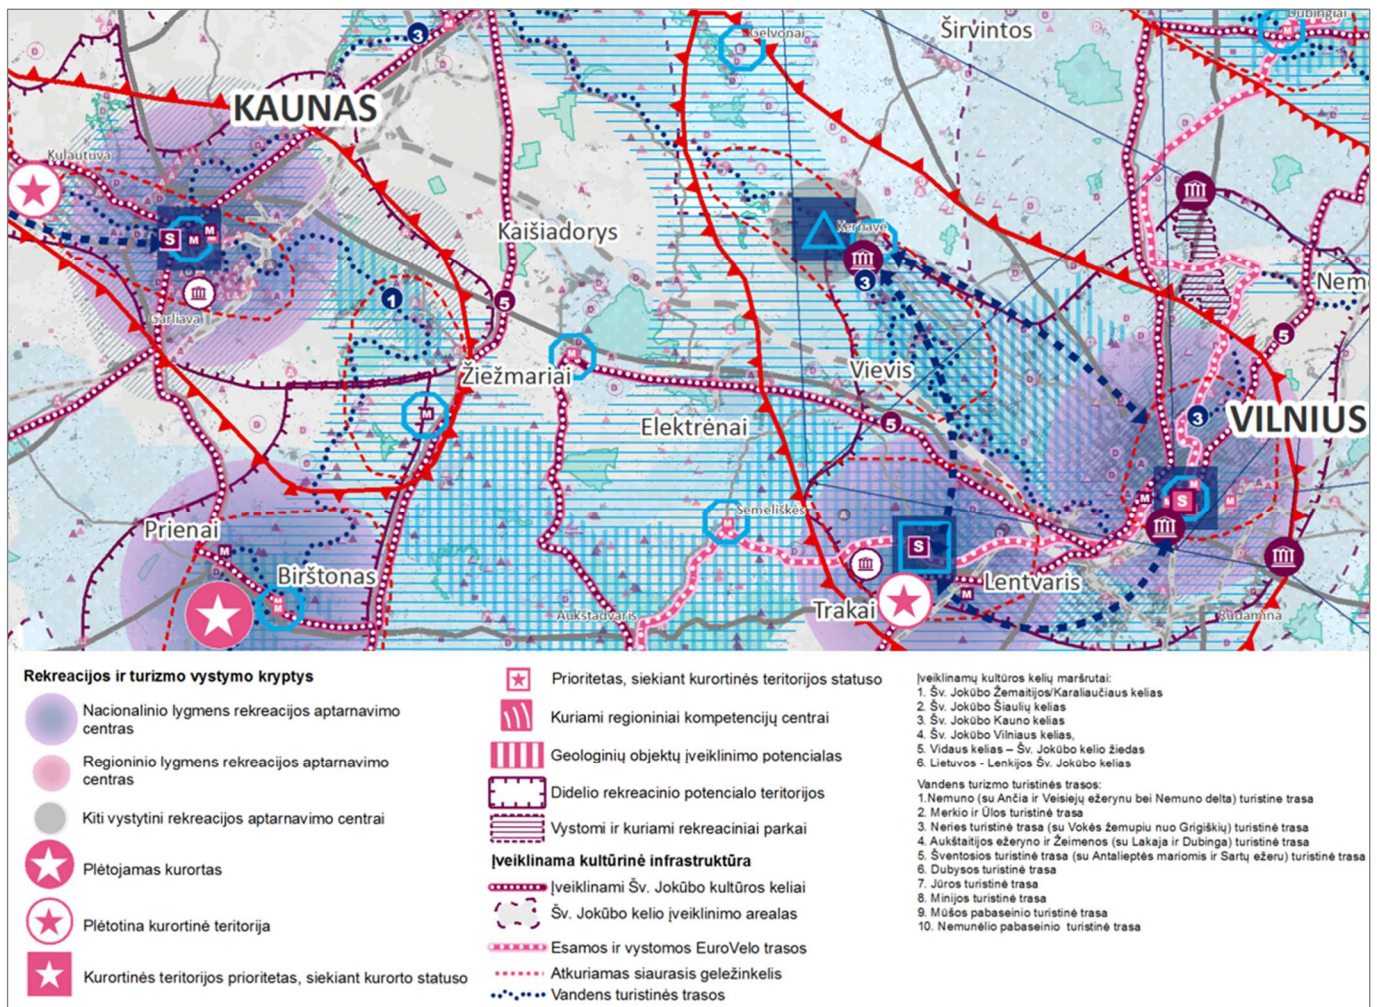 Širvintos
Dubingiai
Gelvonai
3
KAUNAS
Kulautuva
Kaišiadorys
Kernavė
M
S
M
3
Neme
1
5
5
Garliava
Žiežmariai
Vievis
M
M
3
VILNIUS
Elektrėnai
5
M
M
S
Semeliškės
M
Prienai
S
M
Birštonas
M
M
Lentvaris
M
Trakai
Aukštadvaris
Rudamina
Rekreacijos ir turizmo vystymo kryptys
Nacionalinio lygmens rekreacijos aptarnavimo
centras
Regioninio lygmens rekreacijos aptarnavimo
centras
Kiti vystytini rekreacijos aptarnavimo centrai
Plėtojamas kurortas
Plėtotina kurortinė teritorija
Kurortinės teritorijos prioritetas, siekiant kurorto statuso
Prioritetas, siekiant kurortinės teritorijos statuso
Kuriami regioniniai kompetencijų centrai
Geologinių objektų įveiklinimo potencialas
Didelio rekreacinio potencialo teritorijos
Vystomi ir kuriami rekreaciniai parkai
Įveiklinama kultūrinė infrastruktūra
Įveiklinami Šv. Jokūbo kultūros keliai
Šv. Jokūbo kelio įveiklinimo arealas
Esamos ir vystomos EuroVelo trasos
Atkuriamas siaurasis geležinkelis
Vandens turistinės trasos
Įveiklinamų kultūros kelių maršrutai:
1. Šv. Jokūbo Žemaitijos/Karaliaučiaus kelias
2. Šv. Jokūbo Šiaulių kelias
3. Šv. Jokūbo Kauno kelias
4. Šv. Jokūbo Vilniaus kelias,
5. Vidaus kelias – Šv. Jokūbo kelio žiedas
6. Lietuvos - Lenkijos Šv. Jokūbo kelias
Vandens turizmo turistinės trasos:
1.Nemuno (su Ančia ir Veisiejų ežerynu bei Nemuno delta) turistine trasa
2. Merkio ir Ūlos turistinė trasa
3. Neries turistinė trasa (su Vokės žemupiu nuo Grigiškių) turistinė trasa
4. Aukštaitijos ežeryno ir Žeimenos (su Lakaja ir Dubinga) turistinė trasa
5. Šventosios turistinė trasa (su Antalieptės mariomis ir Sartų ežeru) turistinė trasa
6. Dubysos turistinė trasa
7. Jūros turistinė trasa
8. Minijos turistinė trasa
9. Mūšos pabaseinio turistinė trasa
10. Nemunėlio pabaseinio turistinė trasa